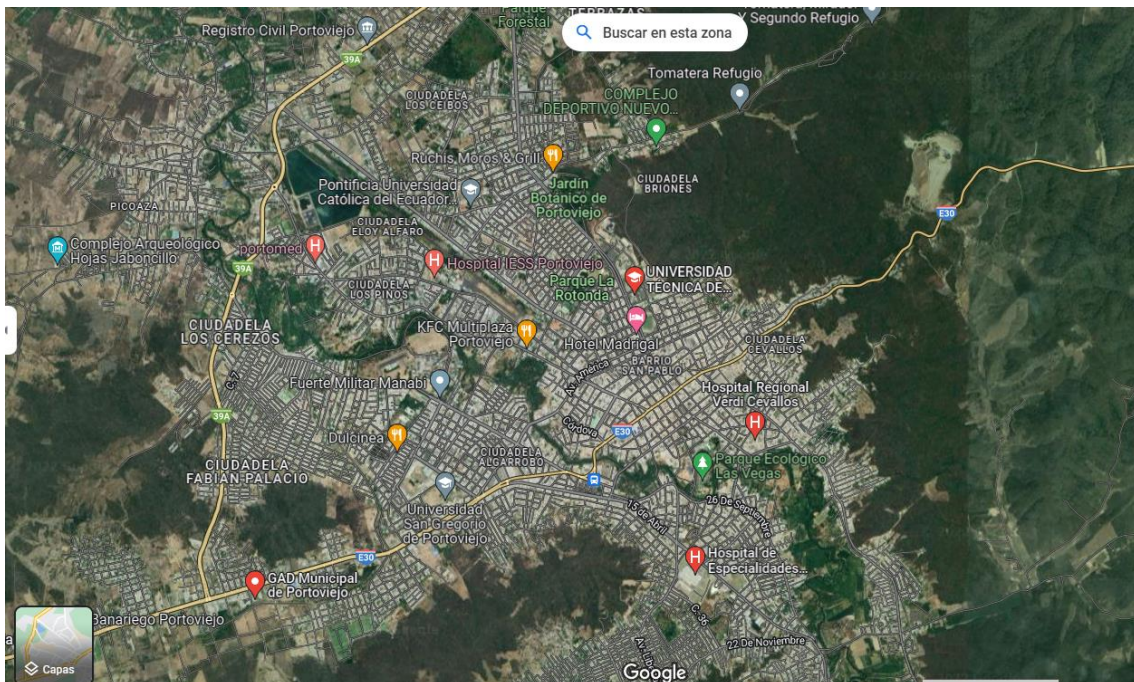 Parque
Forestal
TERRAZAS
Y Segundo Refugio
Registro Civil Portoviejo
Buscar en esta zona
39A
Tomatera Refugio
CIUDADELA
LOS CEIBOS
COMPLEJO
DEPORTIVO NUEVO...
Ruchis Moros & Grill
Pontificia Universidad
Católica del Ecuador...
Jardín
Botánico de
Portoviejo
CIUDADELA
BRIONES
PICOAZA
E30
CIUDADELA
ELOY ALFARO
Complejo Arqueológico
Hojas Jaboncillo
portomed
H
H
Hospital IESS Portoviejo
39A
UNIVERSIDAD
TÉCNICA DE...
Parque La
Rotonda
CIUDADELA
LOS PINOS
CIUDADELA
LOS CEREZOS
KFC Multiplaza
Portoviejo
Hotel Madrigal
CIUDADELA
CEVALLOS
BARRIO
SAN PABLO
Av. América
C. 7
Fuerte Militar Manabí
Hospital Regional
Verdi Cevallos
H
39A
Córdova
E30
Dulcinea
CIUDADELA
ALGARROBO
Parque Ecológico
Las Vegas
CIUDADELA
FABIAN PALACIO
26 De Septiembre
15 de Abril
Universidad
San Gregorio
de Portoviejo
E30
H
Hospital de
Especialidades...
GAD Municipal
de Portoviejo
Banariego Portoviejo
C. 36
22 De Noviembre
Capas
Google